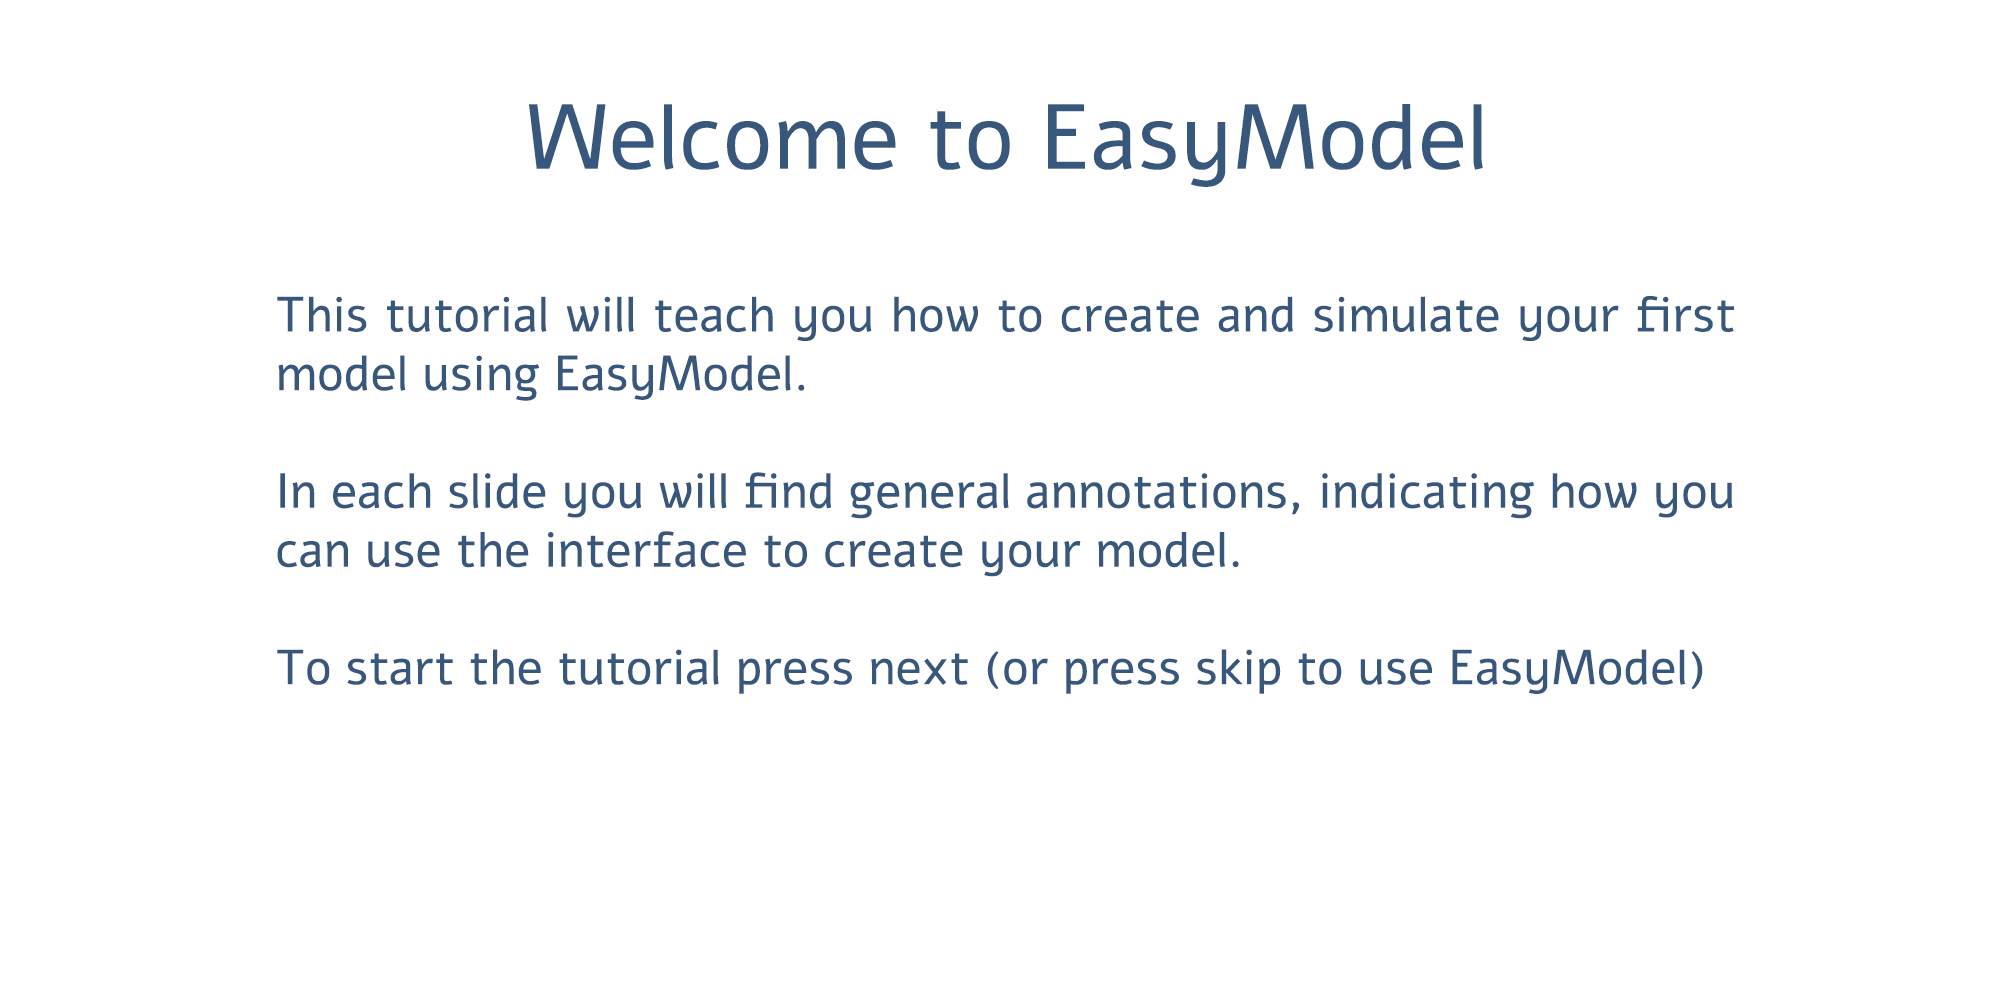 Welcome to EasyModel
This tutorial will teach you how to create and simulate your first
model using EasyModel.
In each slide you will find general annotations, indicating how you
can use the interface to create your model.
To start the tutorial press next (or press skip to use EasyModel)